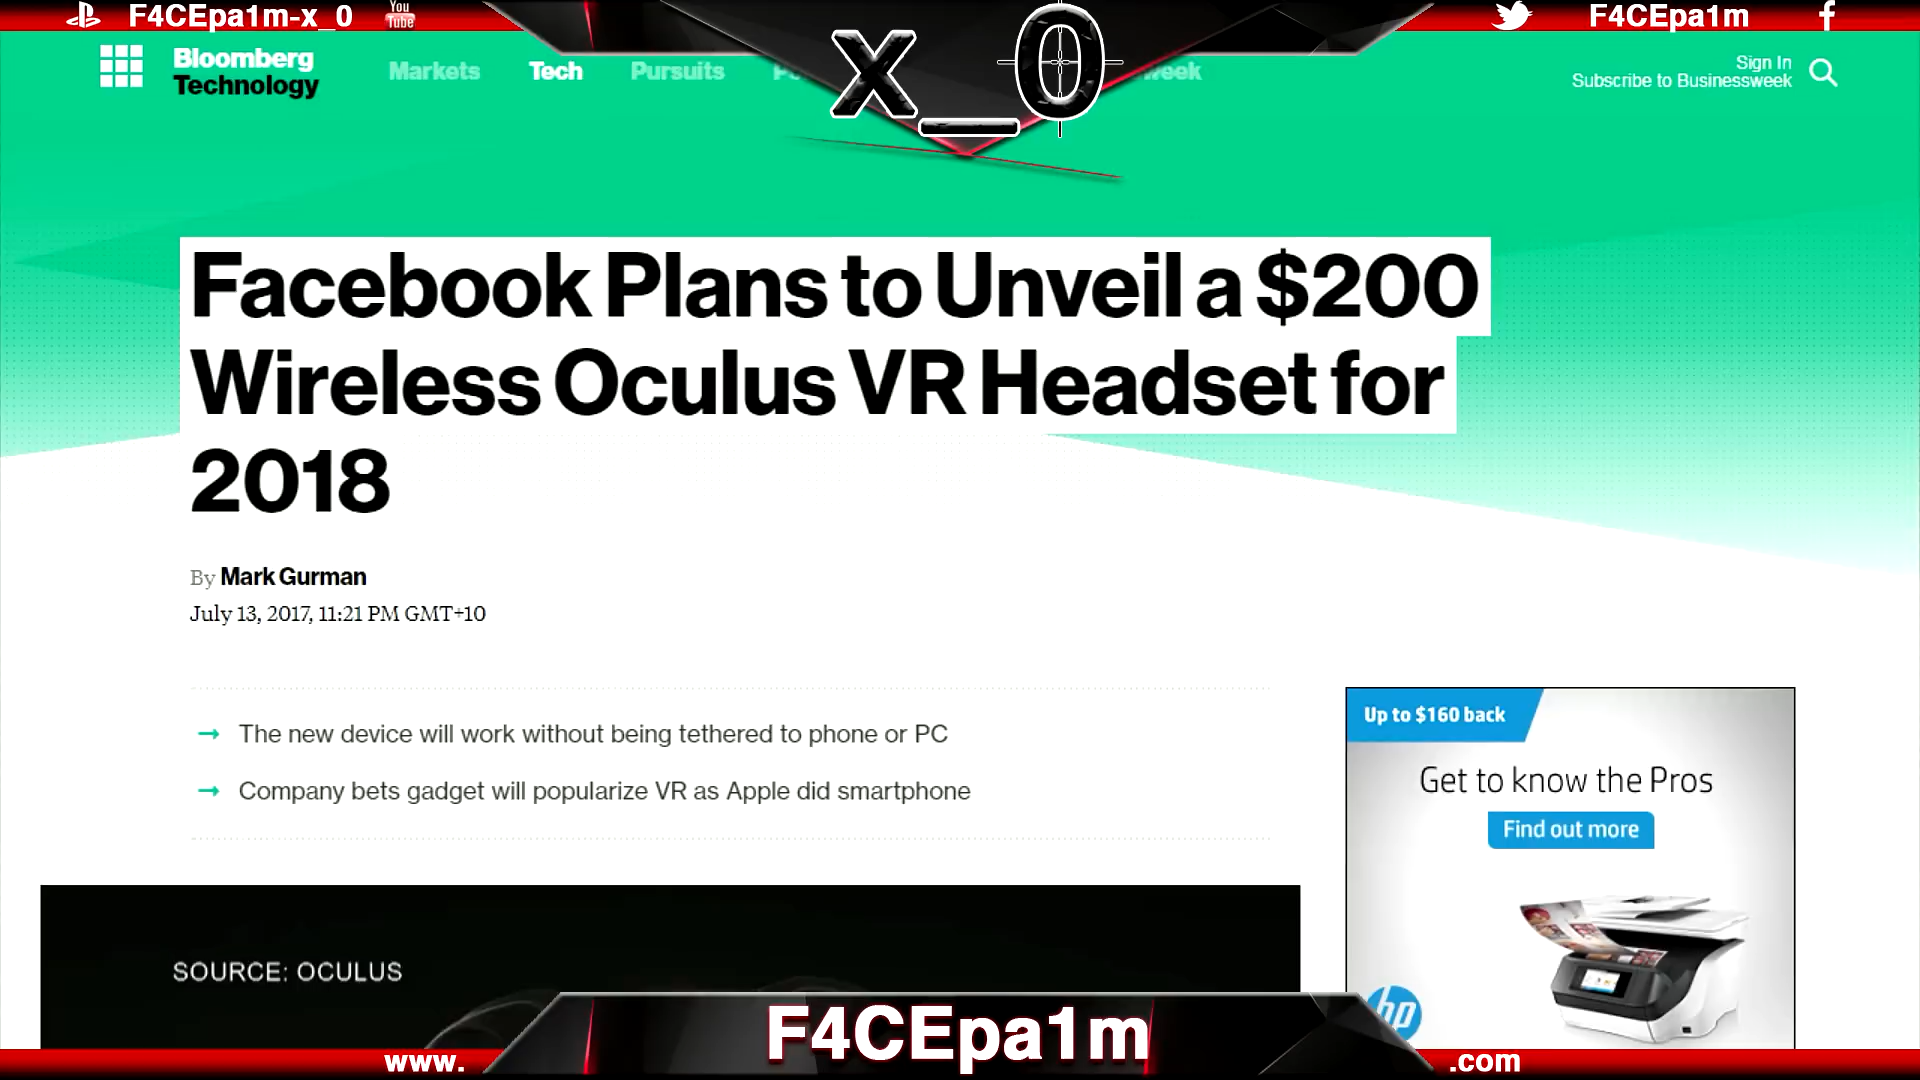 F4CEpa1m-x_0
You
Tube
F4CEpa1m
x_0
Bloomberg
Technology
Markets
Tech
Pursuits
Sign In
Subscribe to Businessweek
Facebook Plans to Unveil a $200
Wireless Oculus VR Headset for
2018
By Mark Gurman
July 13, 2017, 11:21 PM GMT+10
→ The new device will work without being tethered to phone or PC
→ Company bets gadget will popularize VR as Apple did smartphone
Up to $160 back
Get to know the Pros
Find out more
hp
SOURCE: OCULUS
www.
F4CEpa1m
.com